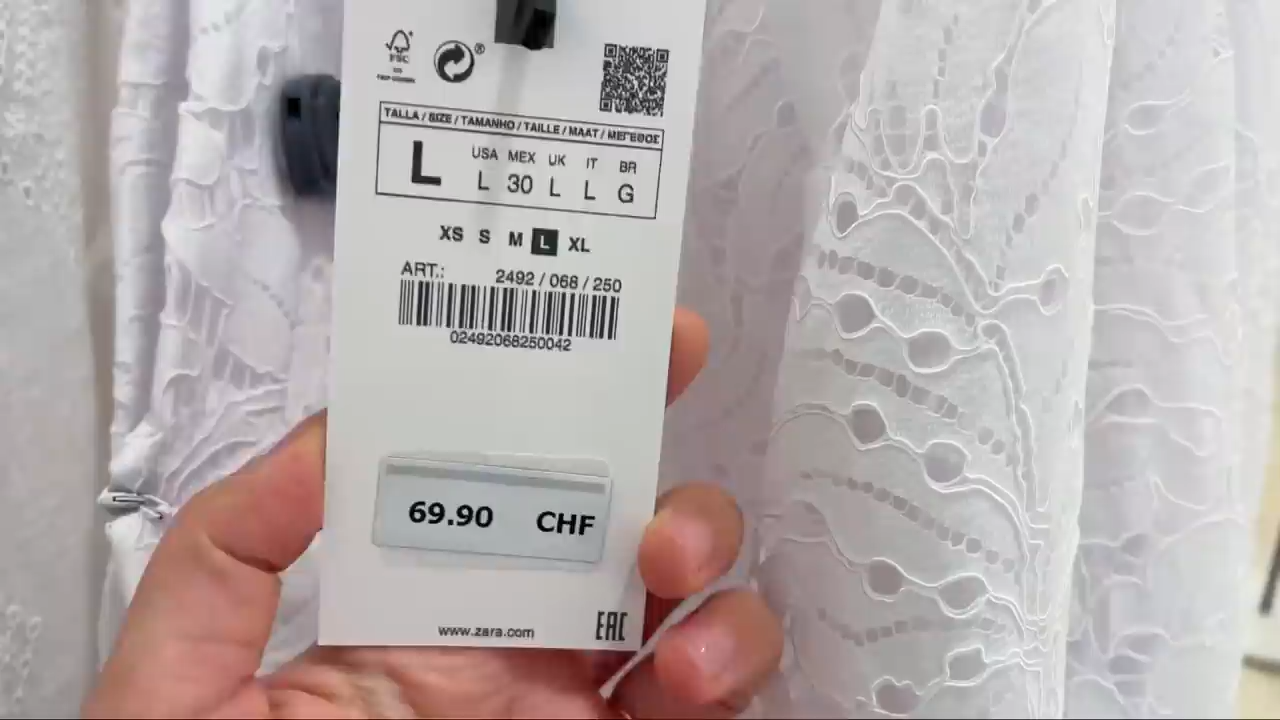 FSC
®
TALLA / SIZE / TAMANHO / TAILLE / MAAT / МЕГЕВОЕ
L
USA MEX UK IT BR
L 30 L L G
XS S M L XL
ART.: 2492 / 068 / 250
02492068250042
69.90 CHF
www.zara.com
EAC